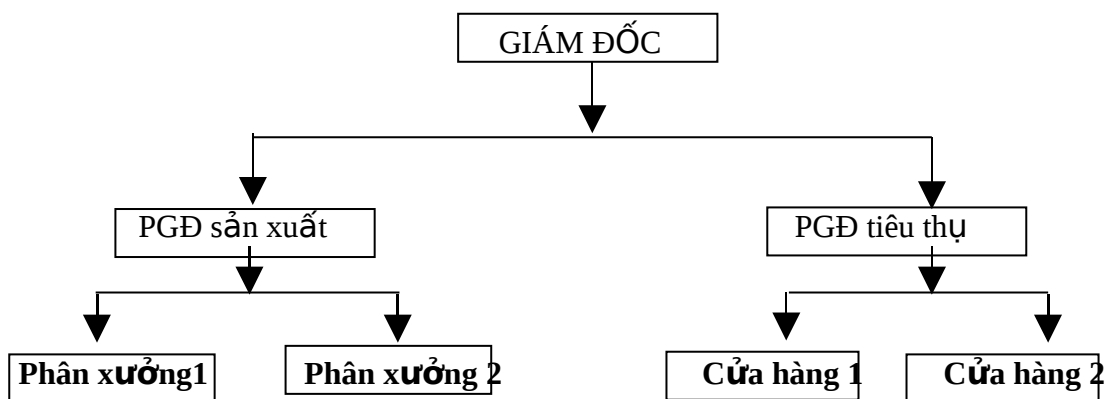 GIÁM ĐỐC
PGĐ sản xuất
PGĐ tiêu thụ
Phân xưởng1
Phân xưởng 2
Cửa hàng 1
Cửa hàng 2